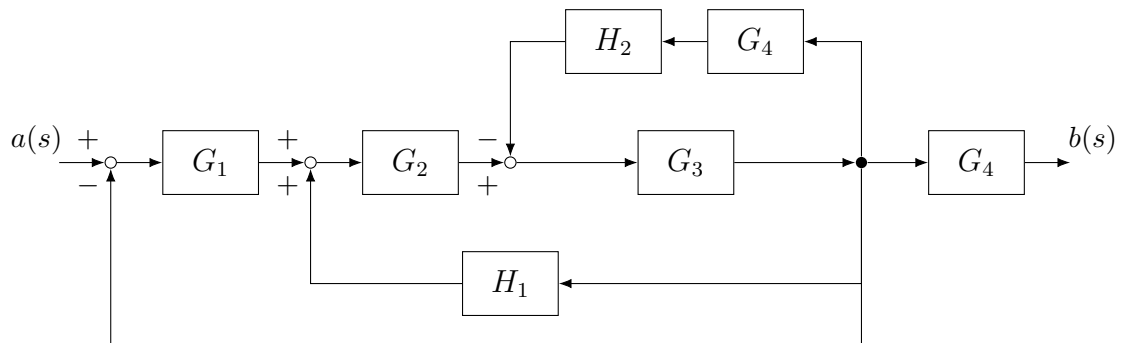 H₂ G₄
a(s) + G₁ + G₂ − G₃ G₄ b(s)
− + +
H₁